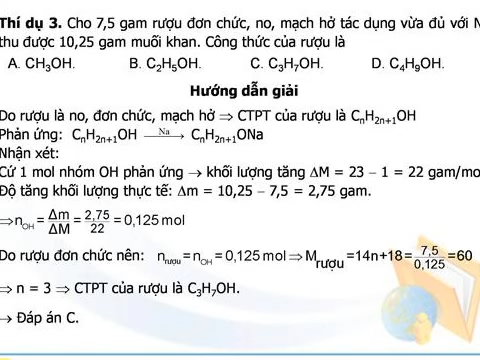 Thí dụ 3. Cho 7,5 gam rượu đơn chức, no, mạch hở tác dụng vừa đủ với N
thu được 10,25 gam muối khan. Công thức của rượu là
A. CH₃OH. B. C₂H₅OH. C. C₃H₇OH. D. C₄H₉OH.
Hướng dẫn giải
Do rượu là no, đơn chức, mạch hở ⇒ CTPT của rượu là CₙH₂ₙ₊₁OH
Phản ứng: CₙH₂ₙ₊₁OH —Na→ CₙH₂ₙ₊₁ONa
Nhận xét:
Cứ 1 mol nhóm OH phản ứng → khối lượng tăng ΔM = 23 – 1 = 22 gam/mo
Độ tăng khối lượng thực tế: Δm = 10,25 – 7,5 = 2,75 gam.
⇒ n_OH = Δm/ΔM = 2,75/22 = 0,125 mol
Do rượu đơn chức nên: n_rượu = n_OH = 0,125 mol ⇒ M_rượu = 14n+18 = 7,5/0,125 = 60
⇒ n = 3 ⇒ CTPT của rượu là C₃H₇OH.
→ Đáp án C.